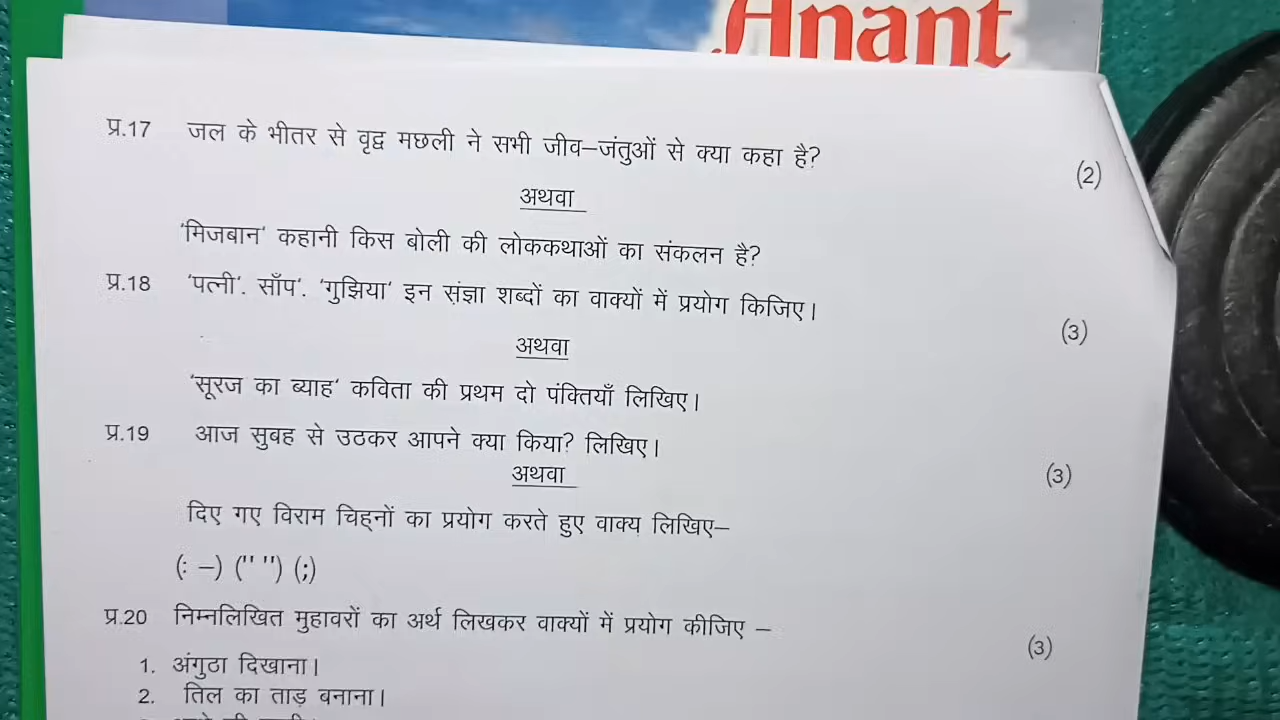 Anant
प्र.17 जल के भीतर से वृद्व मछली ने सभी जीव–जंतुओं से क्या कहा है?
(2)
अथवा
'मिजबान' कहानी किस बोली की लोककथाओं का संकलन है?
प्र.18 'पत्नी'. साँप'. 'गुझिया' इन संज्ञा शब्दों का वाक्यों में प्रयोग किजिए।
(3)
अथवा
'सूरज का ब्याह' कविता की प्रथम दो पंक्तियाँ लिखिए।
प्र.19 आज सुबह से उठकर आपने क्या किया? लिखिए।
(3)
अथवा
दिए गए विराम चिह्नों का प्रयोग करते हुए वाक्य लिखिए–
(: –) (" ") (;)
प्र.20 निम्नलिखित मुहावरों का अर्थ लिखकर वाक्यों में प्रयोग कीजिए –
(3)
1. अंगुठा दिखाना।
2. तिल का ताड़ बनाना।